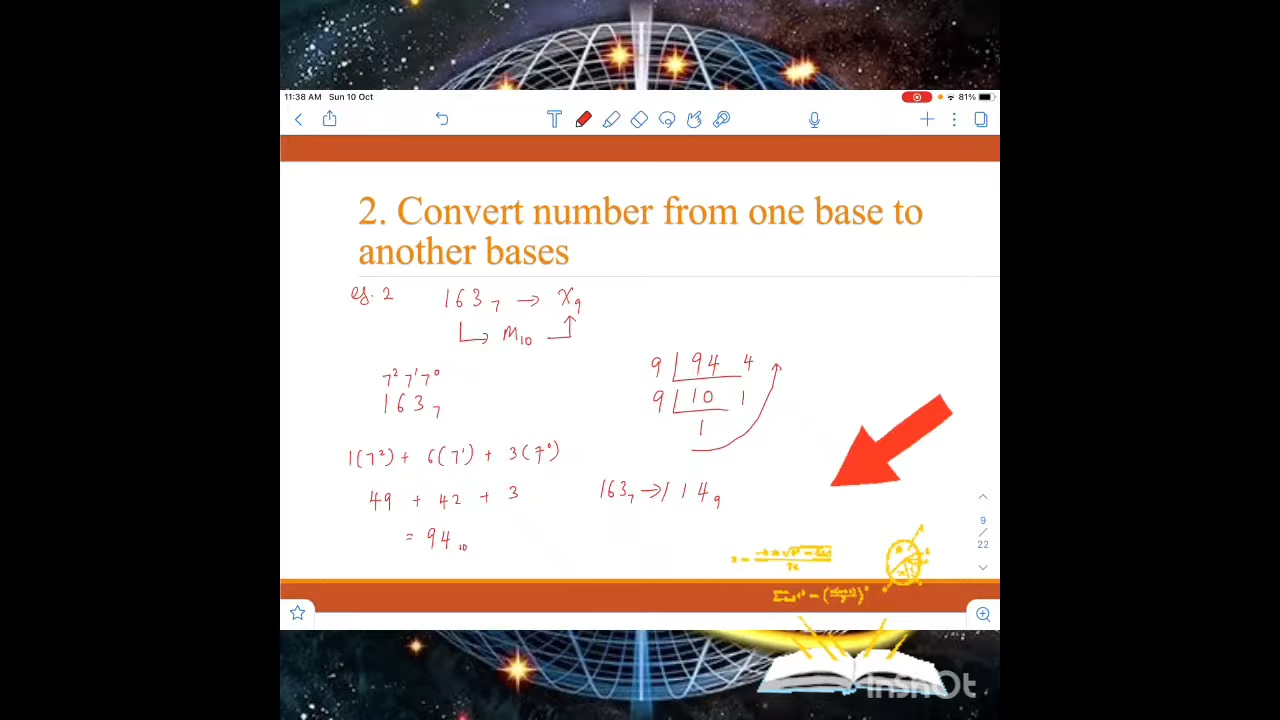 11:38 AM Sun 10 Oct
81%
T
2. Convert number from one base to
another bases
eg. 2 163₇ → X₉
M₁₀
7² 7¹ 7⁰
163₇
1(7²) + 6(7¹) + 3(7⁰)
49 + 42 + 3
= 94₁₀
9 94 4
9 10 1
1
163₇ → 114₉
9
/
22
InShOt